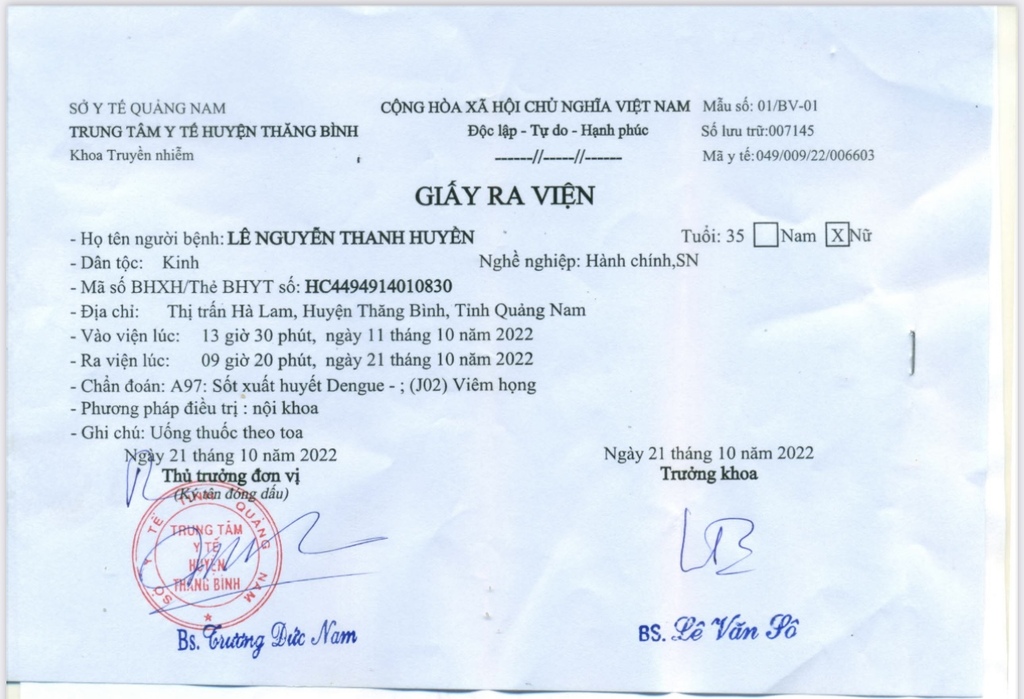 SỞ Y TẾ QUẢNG NAM
TRUNG TÂM Y TẾ HUYỆN THĂNG BÌNH
Khoa Truyền nhiễm
CỘNG HÒA XÃ HỘI CHỦ NGHĨA VIỆT NAM
Độc lập - Tự do - Hạnh phúc
------//-----//------
Mẫu số: 01/BV-01
Số lưu trữ:007145
Mã y tế:049/009/22/006603
GIẤY RA VIỆN
- Họ tên người bệnh: LÊ NGUYỄN THANH HUYỀN Tuổi: 35 Nam X Nữ
- Dân tộc: Kinh Nghề nghiệp: Hành chính,SN
- Mã số BHXH/Thẻ BHYT số: HC4494914010830
- Địa chỉ: Thị trấn Hà Lam, Huyện Thăng Bình, Tỉnh Quảng Nam
- Vào viện lúc: 13 giờ 30 phút, ngày 11 tháng 10 năm 2022
- Ra viện lúc: 09 giờ 20 phút, ngày 21 tháng 10 năm 2022
- Chẩn đoán: A97: Sốt xuất huyết Dengue - ; (J02) Viêm họng
- Phương pháp điều trị : nội khoa
- Ghi chú: Uống thuốc theo toa
Ngày 21 tháng 10 năm 2022
Thủ trưởng đơn vị
(Ký tên đóng dấu)
SỞ Y TẾ TỈNH QUẢNG NAM
TRUNG TÂM
Y TẾ
HUYỆN
THĂNG BÌNH
Bs. Trương Đức Nam
Ngày 21 tháng 10 năm 2022
Trưởng khoa
BS. Lê Văn Sô